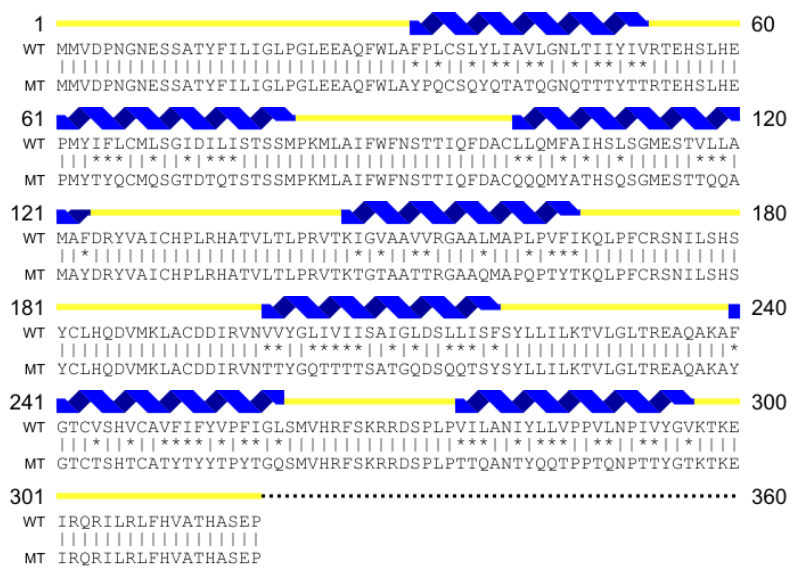 1 60
WT MMVDPNGNESSATYFILIGLPGLEEAQFWLAFPLCSLYLIAVLGNLTIIYIVRTEHSLHE
MT MMVDPNGNESSATYFILIGLPGLEEAQFWLAYPQCSQYQTATQGNQTTTYTTRTEHSLHE
61 120
WT PMYIFLCMLSGIDILISTSSMPKMLAIFWFNSTTIQFDACLLQMFAIHSLSGMESTVLLA
MT PMYTYQCMQSGTDTQTSTSSMPKMLAIFWFNSTTIQFDACQQQMYATHSQSGMESTTQQA
121 180
WT MAFDRYVAICHPLRHATVLTLPRVTKIGVAAVVRGAALMAPLPVFIKQLPFCRSNILSHS
MT MAYDRYVAICHPLRHATVLTLPRVTKTGTAATTRGAAQMAPQPTYTKQLPFCRSNILSHS
181 240
WT YCLHQDVMKLACDDIRVNVVYGLIVIISAIGLDSLLISFSYLLILKTVLGLTREAQAKAF
MT YCLHQDVMKLACDDIRVNTTYGQTTTTSATGQDSQQTSYSYLLILKTVLGLTREAQAKAY
241 300
WT GTCVSHVCAVFIFYVPFIGLSMVHRFSKRRDSPLPVILANIYLLVPPVLNPIVYGVKTKE
MT GTCTSHTCATYTYYTPYTGQSMVHRFSKRRDSPLPTTQANTYQQTPPTQNPTTYGTKTKE
301 360
WT IRQRILRLFHVATHASEP
MT IRQRILRLFHVATHASEP